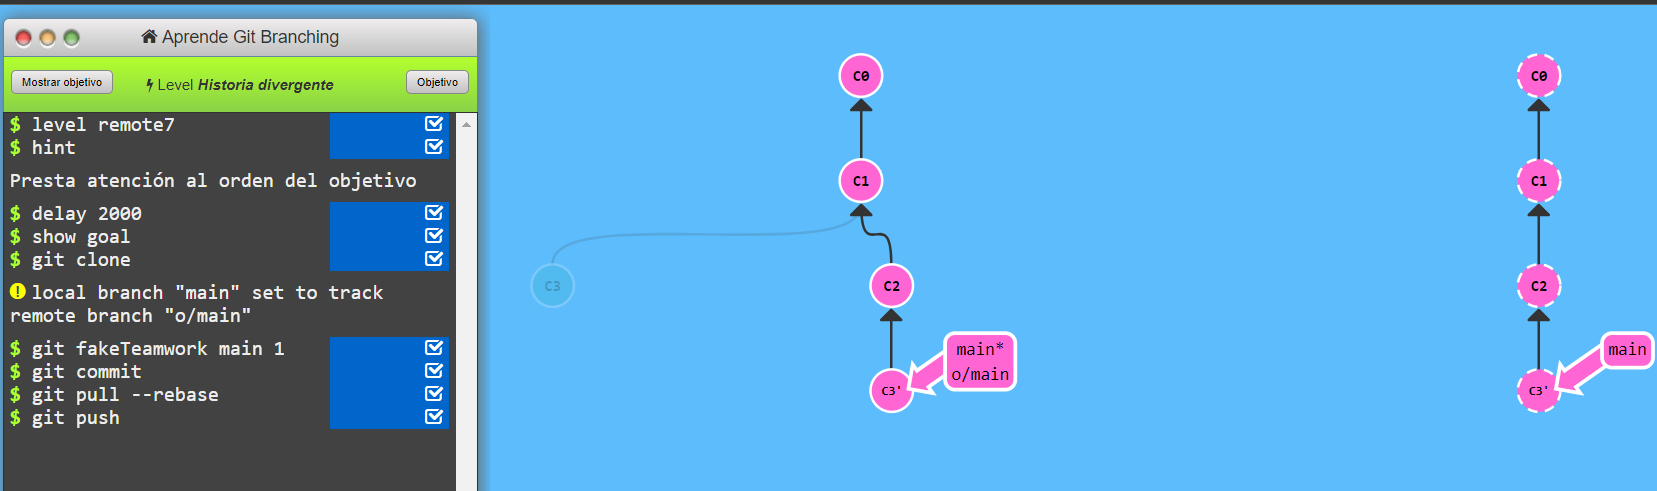 Aprende Git Branching
Mostrar objetivo
Level Historia divergente
Objetivo
$ level remote7
$ hint
Presta atención al orden del objetivo
$ delay 2000
$ show goal
$ git clone
local branch "main" set to track
remote branch "o/main"
$ git fakeTeamwork main 1
$ git commit
$ git pull --rebase
$ git push
C0
C1
C3
C2
main*
o/main
C3'
C0
C1
C2
main
C3'